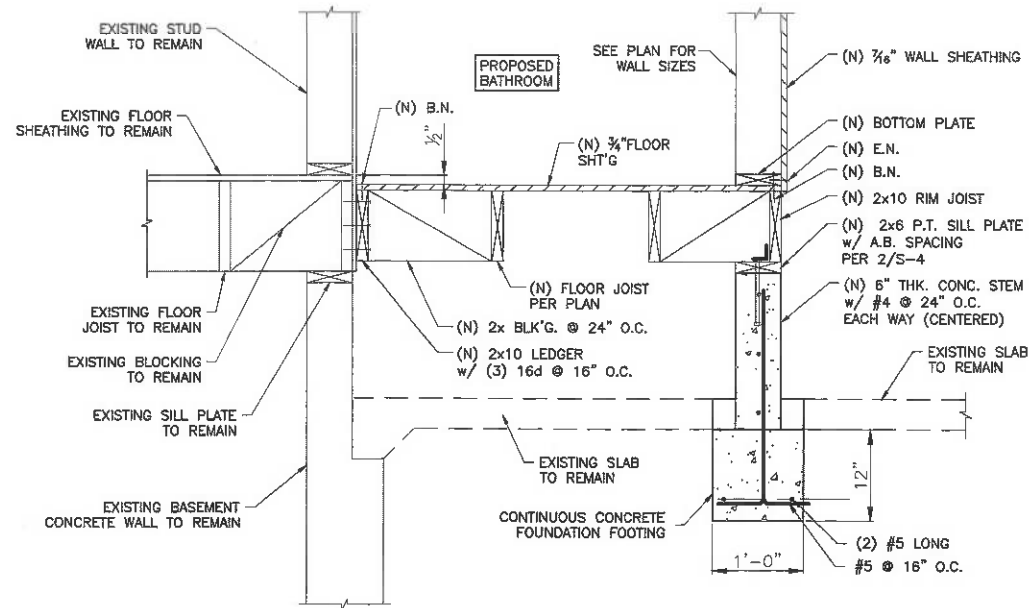 EXISTING STUD
WALL TO REMAIN
EXISTING FLOOR
SHEATHING TO REMAIN
PROPOSED
BATHROOM
(N) B.N.
1/2"
(N) 3/4"FLOOR
SHT'G
SEE PLAN FOR
WALL SIZES
(N) 7/16" WALL SHEATHING
(N) BOTTOM PLATE
(N) E.N.
(N) B.N.
(N) 2x10 RIM JOIST
(N) 2x6 P.T. SILL PLATE
w/ A.B. SPACING
PER 2/S-4
(N) 6" THK. CONC. STEM
w/ #4 @ 24" O.C.
EACH WAY (CENTERED)
EXISTING SLAB
TO REMAIN
(N) FLOOR JOIST
PER PLAN
(N) 2x BLK'G. @ 24" O.C.
(N) 2x10 LEDGER
w/ (3) 16d @ 16" O.C.
EXISTING FLOOR
JOIST TO REMAIN
EXISTING BLOCKING
TO REMAIN
EXISTING SILL PLATE
TO REMAIN
EXISTING BASEMENT
CONCRETE WALL TO REMAIN
EXISTING SLAB
TO REMAIN
CONTINUOUS CONCRETE
FOUNDATION FOOTING
12"
1'-0"
(2) #5 LONG
#5 @ 16" O.C.